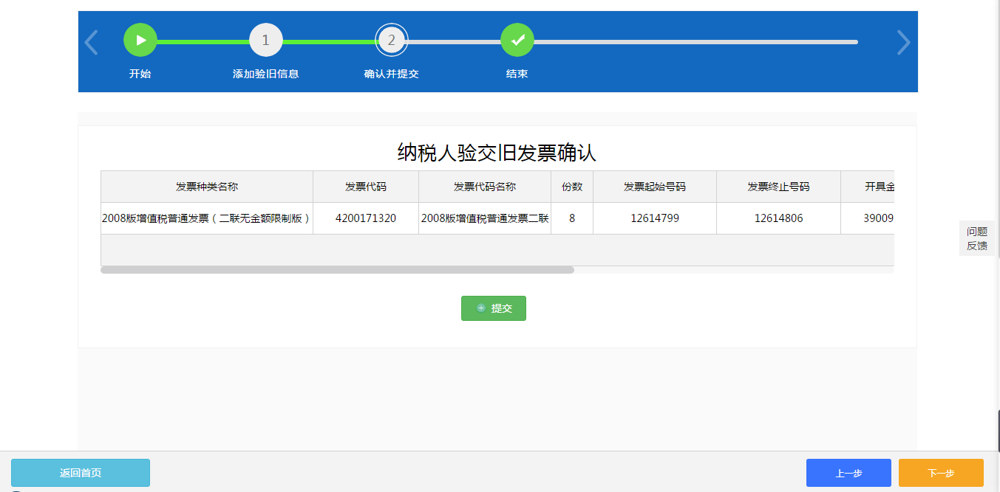 1 2
开始 添加验旧信息 确认并提交 结束
纳税人验交旧发票确认
发票种类名称 发票代码 发票代码名称 份数 发票起始号码 发票终止号码 开具金
2008版增值税普通发票（二联无金额限制版） 4200171320 2008版增值税普通发票二联 8 12614799 12614806 39009
问题
反馈
提交
返回首页 上一步 下一步